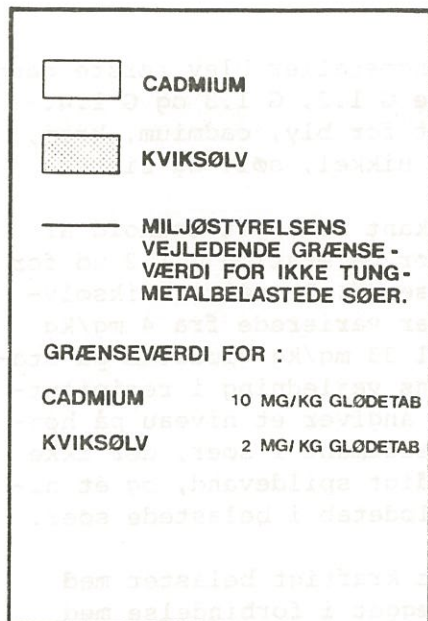 CADMIUM
KVIKSØLV
MILJØSTYRELSENS
VEJLEDENDE GRÆNSE-
VÆRDI FOR IKKE TUNG-
METALBELASTEDE SØER.
GRÆNSEVÆRDI FOR :
CADMIUM 10 MG/KG GLØDETAB
KVIKSØLV 2 MG/KG GLØDETAB